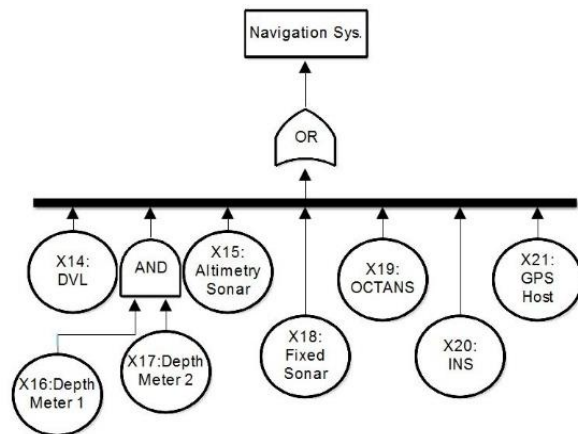 Navigation Sys.
OR
X14:
DVL
AND
X15:
Altimetry
Sonar
X19:
OCTANS
X21:
GPS
Host
X16:Depth
Meter 1
X17:Depth
Meter 2
X18:
Fixed
Sonar
X20:
INS